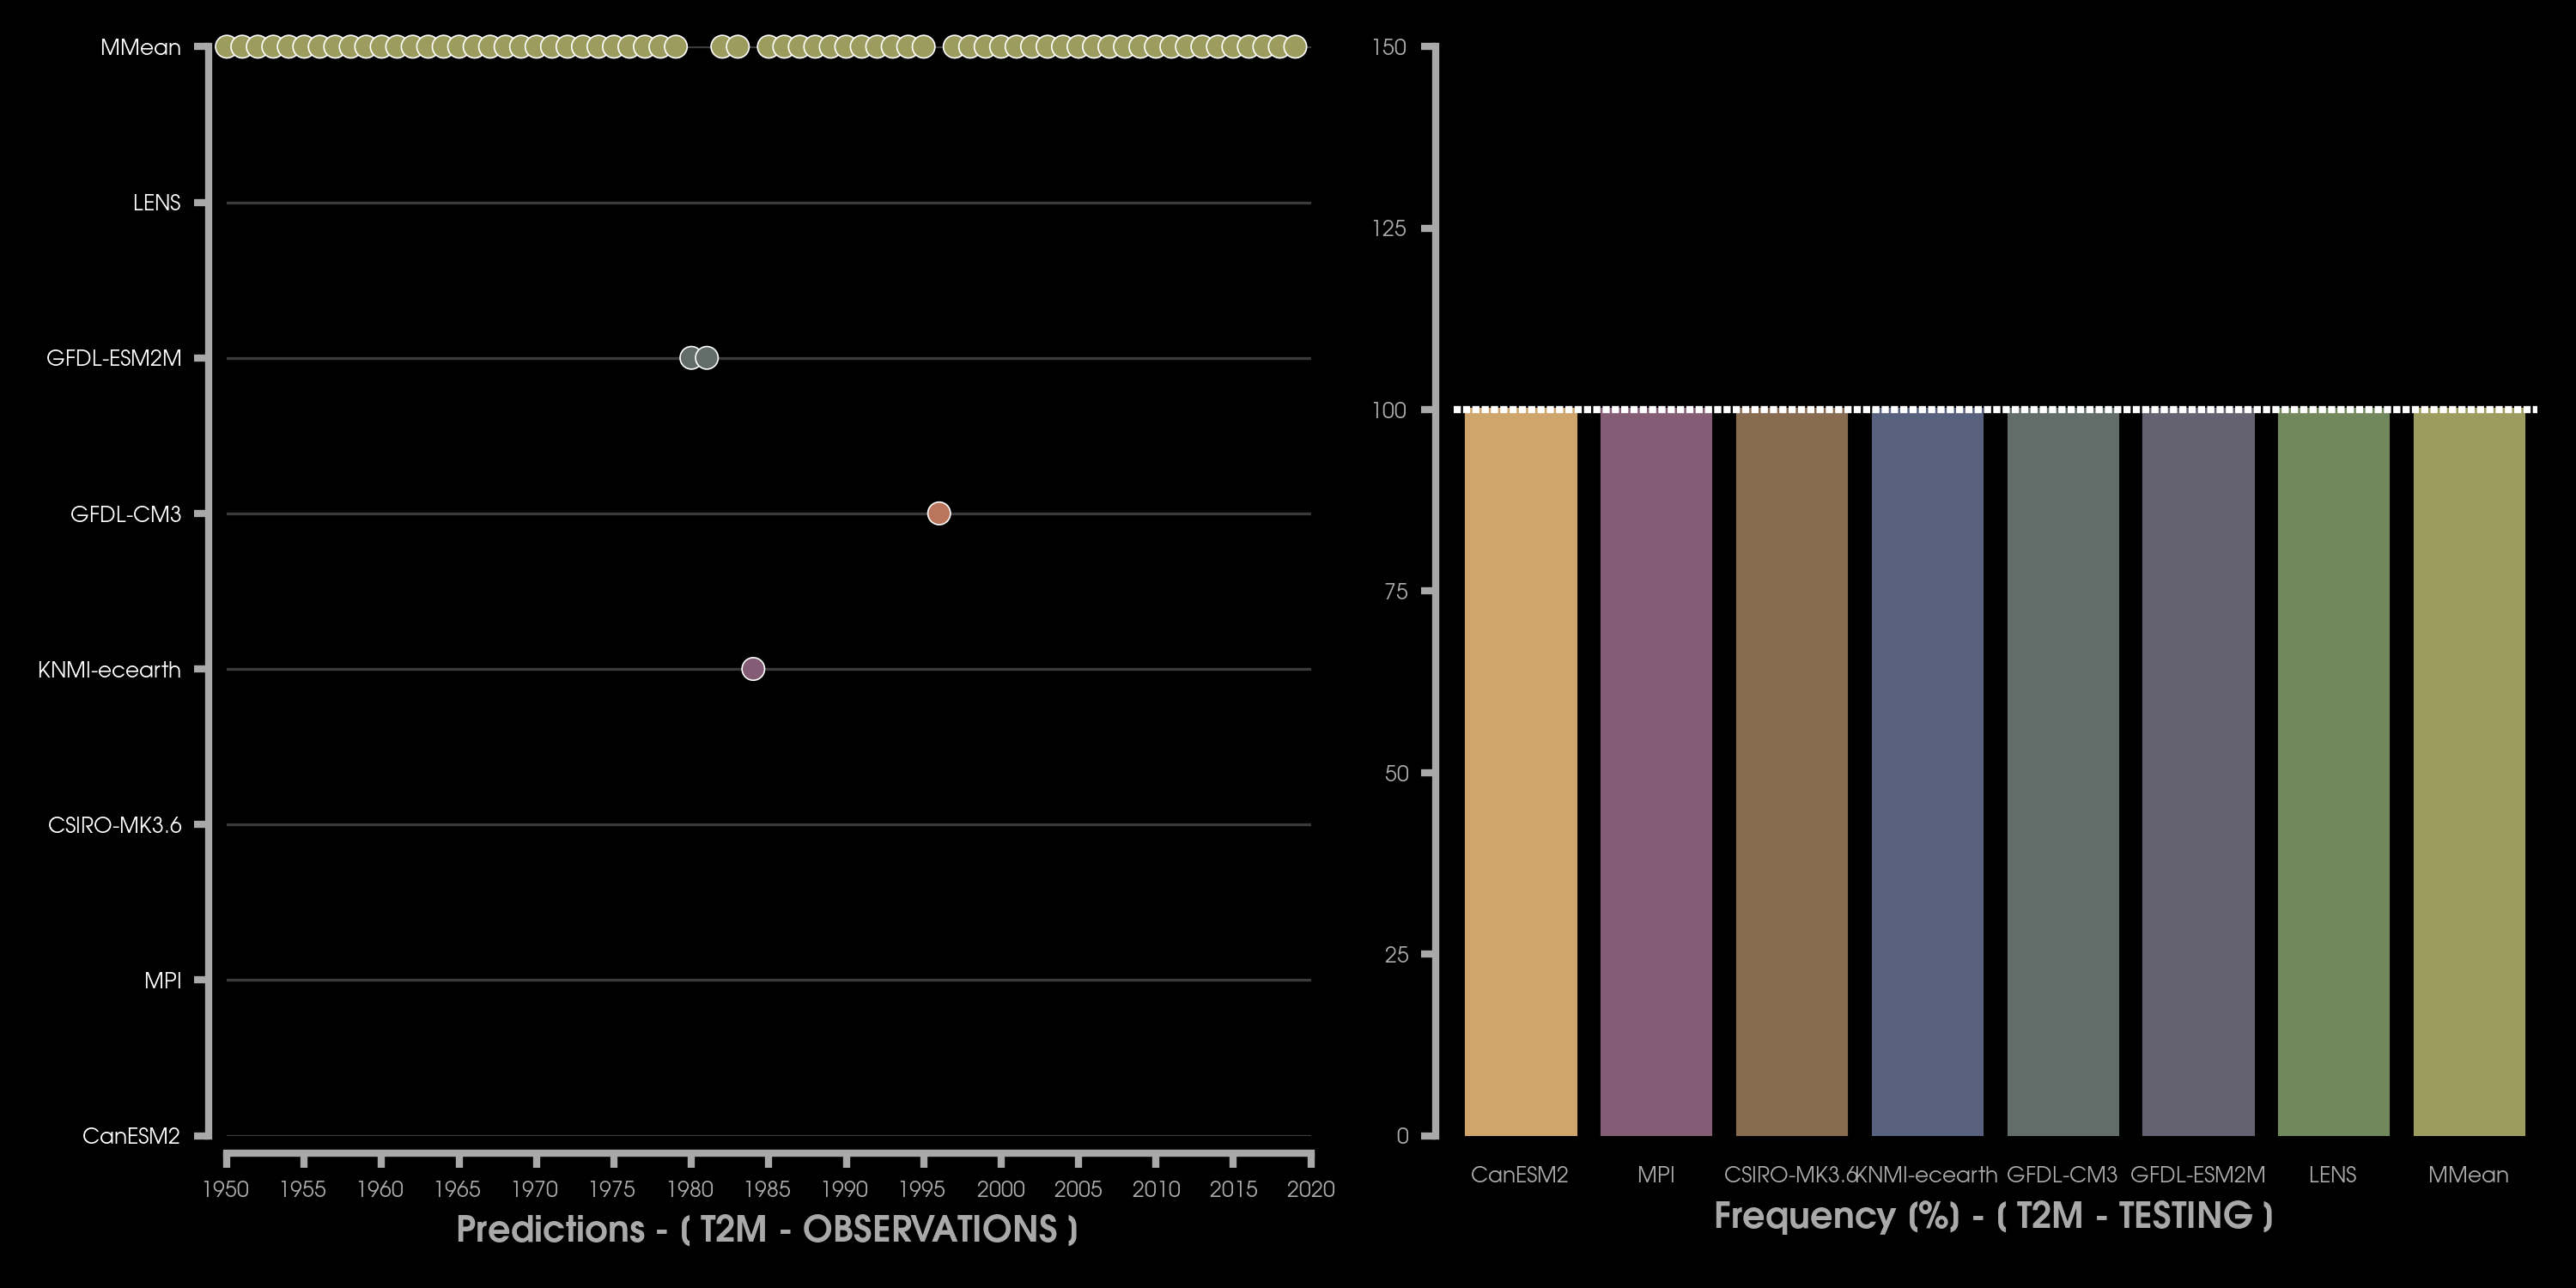 MMean
LENS
GFDL-ESM2M
GFDL-CM3
KNMI-ecearth
CSIRO-MK3.6
MPI
CanESM2
1950 1955 1960 1965 1970 1975 1980 1985 1990 1995 2000 2005 2010 2015 2020
Predictions - ( T2M - OBSERVATIONS )
150
125
100
75
50
25
0
CanESM2 MPI CSIRO-MK3.6 KNMI-ecearth GFDL-CM3 GFDL-ESM2M LENS MMean
Frequency (%) - ( T2M - TESTING )